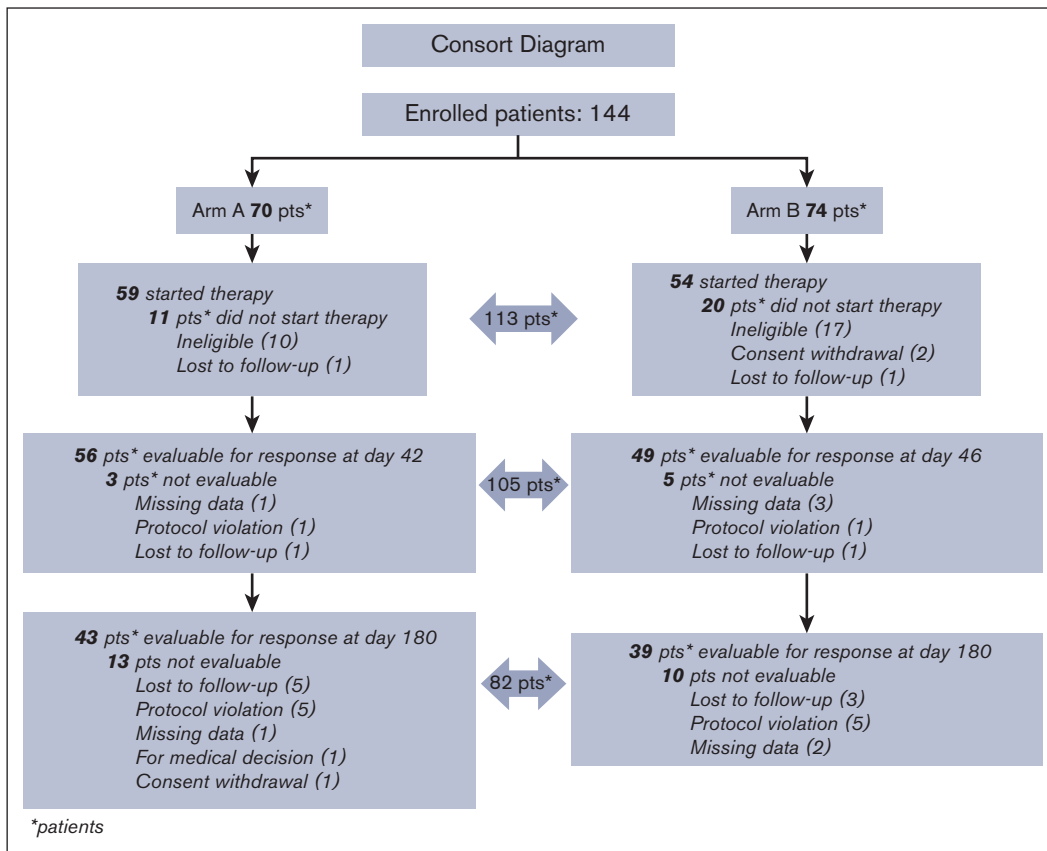 Consort Diagram
Enrolled patients: 144
Arm A 70 pts*
Arm B 74 pts*
59 started therapy
11 pts* did not start therapy
Ineligible (10)
Lost to follow-up (1)
113 pts*
54 started therapy
20 pts* did not start therapy
Ineligible (17)
Consent withdrawal (2)
Lost to follow-up (1)
56 pts* evaluable for response at day 42
3 pts* not evaluable
Missing data (1)
Protocol violation (1)
Lost to follow-up (1)
105 pts*
49 pts* evaluable for response at day 46
5 pts* not evaluable
Missing data (3)
Protocol violation (1)
Lost to follow-up (1)
43 pts* evaluable for response at day 180
13 pts not evaluable
Lost to follow-up (5)
Protocol violation (5)
Missing data (1)
For medical decision (1)
Consent withdrawal (1)
82 pts*
39 pts* evaluable for response at day 180
10 pts not evaluable
Lost to follow-up (3)
Protocol violation (5)
Missing data (2)
*patients